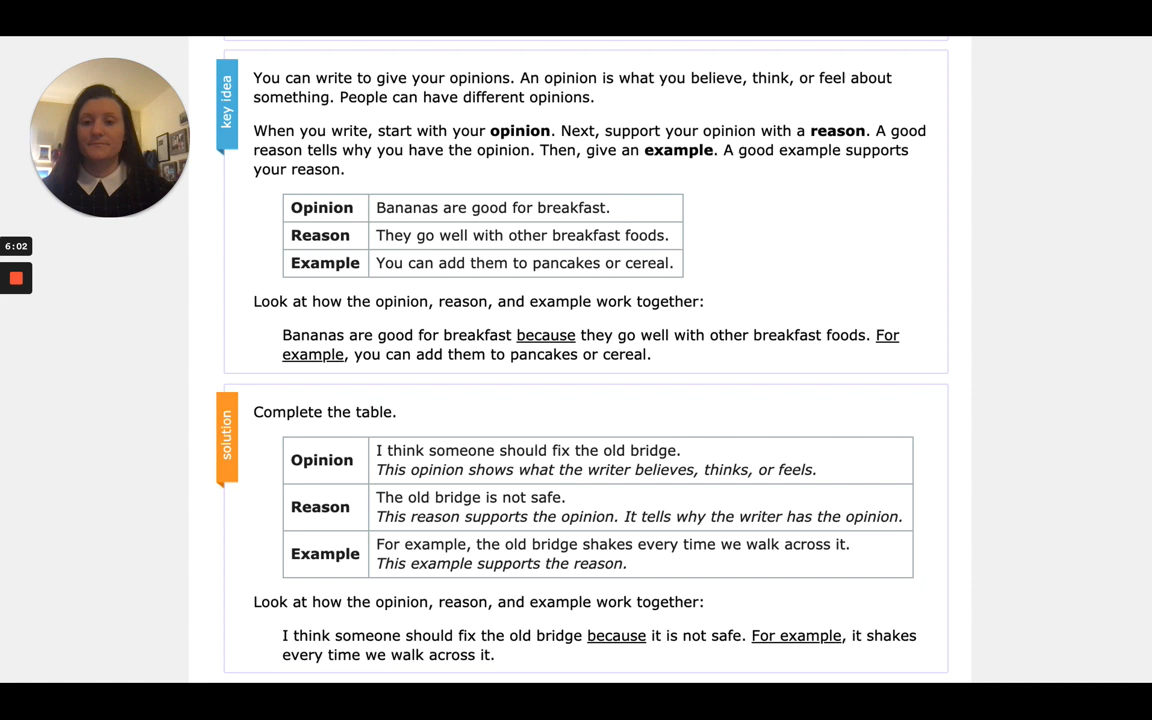 key idea
You can write to give your opinions. An opinion is what you believe, think, or feel about
something. People can have different opinions.
When you write, start with your opinion. Next, support your opinion with a reason. A good
reason tells why you have the opinion. Then, give an example. A good example supports
your reason.
Opinion Bananas are good for breakfast.
Reason They go well with other breakfast foods.
Example You can add them to pancakes or cereal.
Look at how the opinion, reason, and example work together:
Bananas are good for breakfast because they go well with other breakfast foods. For
example, you can add them to pancakes or cereal.
6:02
solution
Complete the table.
Opinion I think someone should fix the old bridge.
This opinion shows what the writer believes, thinks, or feels.
Reason The old bridge is not safe.
This reason supports the opinion. It tells why the writer has the opinion.
Example For example, the old bridge shakes every time we walk across it.
This example supports the reason.
Look at how the opinion, reason, and example work together:
I think someone should fix the old bridge because it is not safe. For example, it shakes
every time we walk across it.